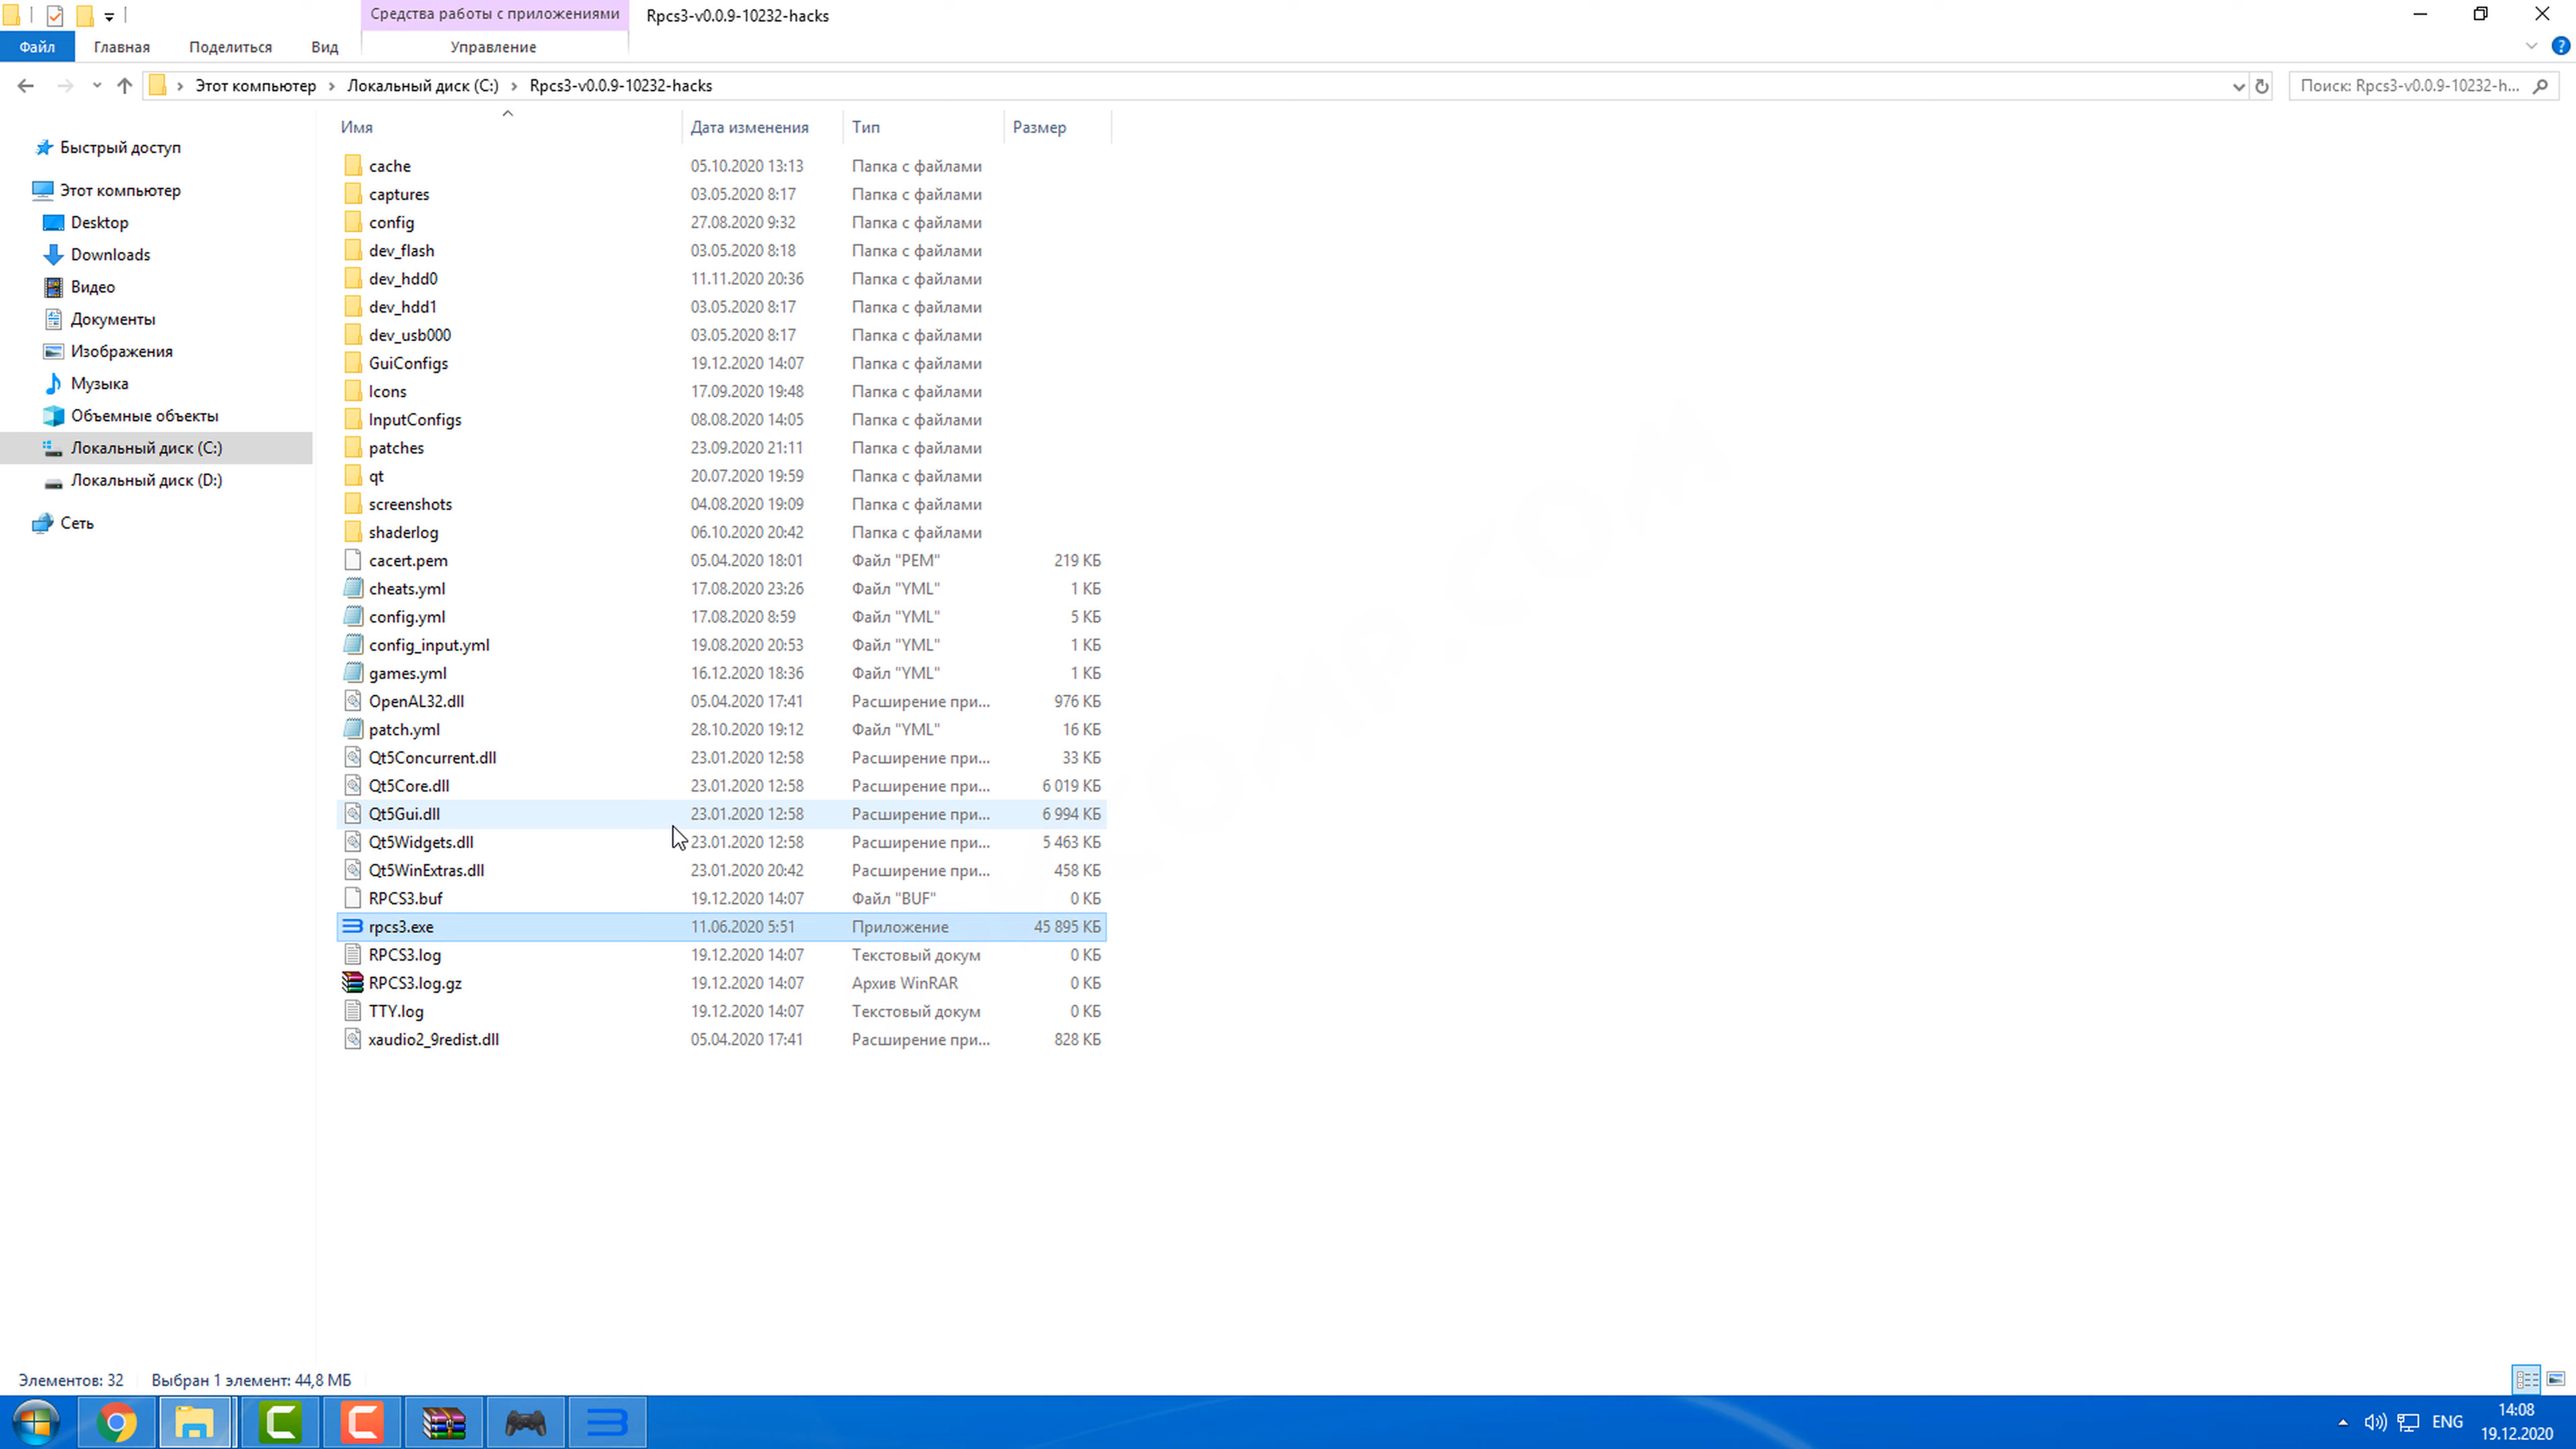 Средства работы с приложениями
Rpcs3-v0.0.9-10232-hacks
Файл Главная Поделиться Вид Управление
Этот компьютер Локальный диск (C:) Rpcs3-v0.0.9-10232-hacks
Поиск: Rpcs3-v0.0.9-10232-h...
Быстрый доступ
Этот компьютер
Desktop
Downloads
Видео
Документы
Изображения
Музыка
Объемные объекты
Локальный диск (C:)
Локальный диск (D:)
Сеть
Имя Дата изменения Тип Размер
cache 05.10.2020 13:13 Папка с файлами
captures 03.05.2020 8:17 Папка с файлами
config 27.08.2020 9:32 Папка с файлами
dev_flash 03.05.2020 8:18 Папка с файлами
dev_hdd0 11.11.2020 20:36 Папка с файлами
dev_hdd1 03.05.2020 8:17 Папка с файлами
dev_usb000 03.05.2020 8:17 Папка с файлами
GuiConfigs 19.12.2020 14:07 Папка с файлами
Icons 17.09.2020 19:48 Папка с файлами
InputConfigs 08.08.2020 14:05 Папка с файлами
patches 23.09.2020 21:11 Папка с файлами
qt 20.07.2020 19:59 Папка с файлами
screenshots 04.08.2020 19:09 Папка с файлами
shaderlog 06.10.2020 20:42 Папка с файлами
cacert.pem 05.04.2020 18:01 Файл "PEM" 219 КБ
cheats.yml 17.08.2020 23:26 Файл "YML" 1 КБ
config.yml 17.08.2020 8:59 Файл "YML" 5 КБ
config_input.yml 19.08.2020 20:53 Файл "YML" 1 КБ
games.yml 16.12.2020 18:36 Файл "YML" 1 КБ
OpenAL32.dll 05.04.2020 17:41 Расширение при... 976 КБ
patch.yml 28.10.2020 19:12 Файл "YML" 16 КБ
Qt5Concurrent.dll 23.01.2020 12:58 Расширение при... 33 КБ
Qt5Core.dll 23.01.2020 12:58 Расширение при... 6 019 КБ
Qt5Gui.dll 23.01.2020 12:58 Расширение при... 6 994 КБ
Qt5Widgets.dll 23.01.2020 12:58 Расширение при... 5 463 КБ
Qt5WinExtras.dll 23.01.2020 20:42 Расширение при... 458 КБ
RPCS3.buf 19.12.2020 14:07 Файл "BUF" 0 КБ
rpcs3.exe 11.06.2020 5:51 Приложение 45 895 КБ
RPCS3.log 19.12.2020 14:07 Текстовый докум 0 КБ
RPCS3.log.gz 19.12.2020 14:07 Архив WinRAR 0 КБ
TTY.log 19.12.2020 14:07 Текстовый докум 0 КБ
xaudio2_9redist.dll 05.04.2020 17:41 Расширение при... 828 КБ
Элементов: 32 Выбран 1 элемент: 44,8 МБ
ENG
14:08
19.12.2020